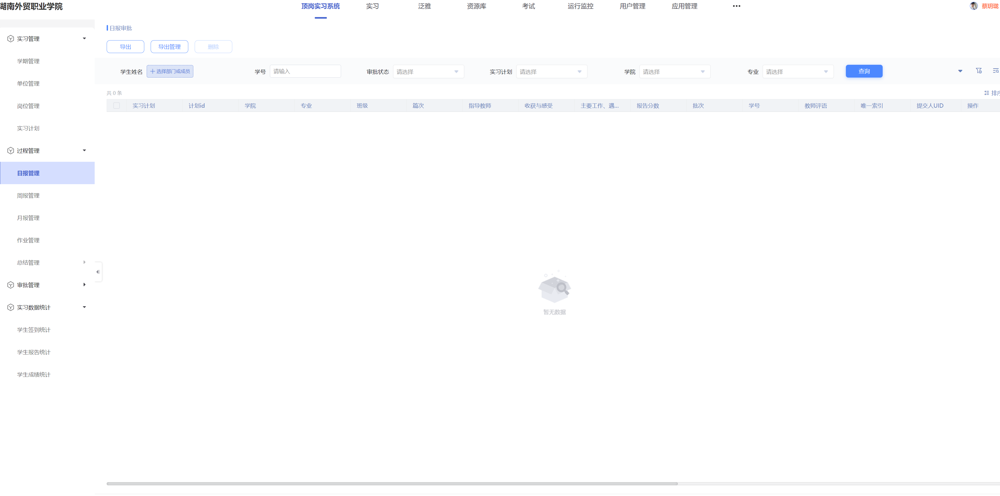 湖南外贸职业学院
顶岗实习系统 实习 泛雅 资源库 考试 运行监控 用户管理 应用管理 •••
蔡玥珑
实习管理
学期管理
单位管理
岗位管理
实习计划
过程管理
日报管理
周报管理
月报管理
作业管理
总结管理
审批管理
实习数据统计
学生签到统计
学生报告统计
学生成绩统计
日报审批
导出 导出管理 删除
学生姓名 选择部门或成员 学号 请输入 审批状态 请选择 实习计划 请选择 学院 请选择 专业 请选择 查询
共 0 条 排序
实习计划 计划id 学院 专业 班级 篇次 指导教师 收获与感受 主要工作、遇... 报告分数 批次 学号 教师评语 唯一索引 提交人UID 操作
暂无数据